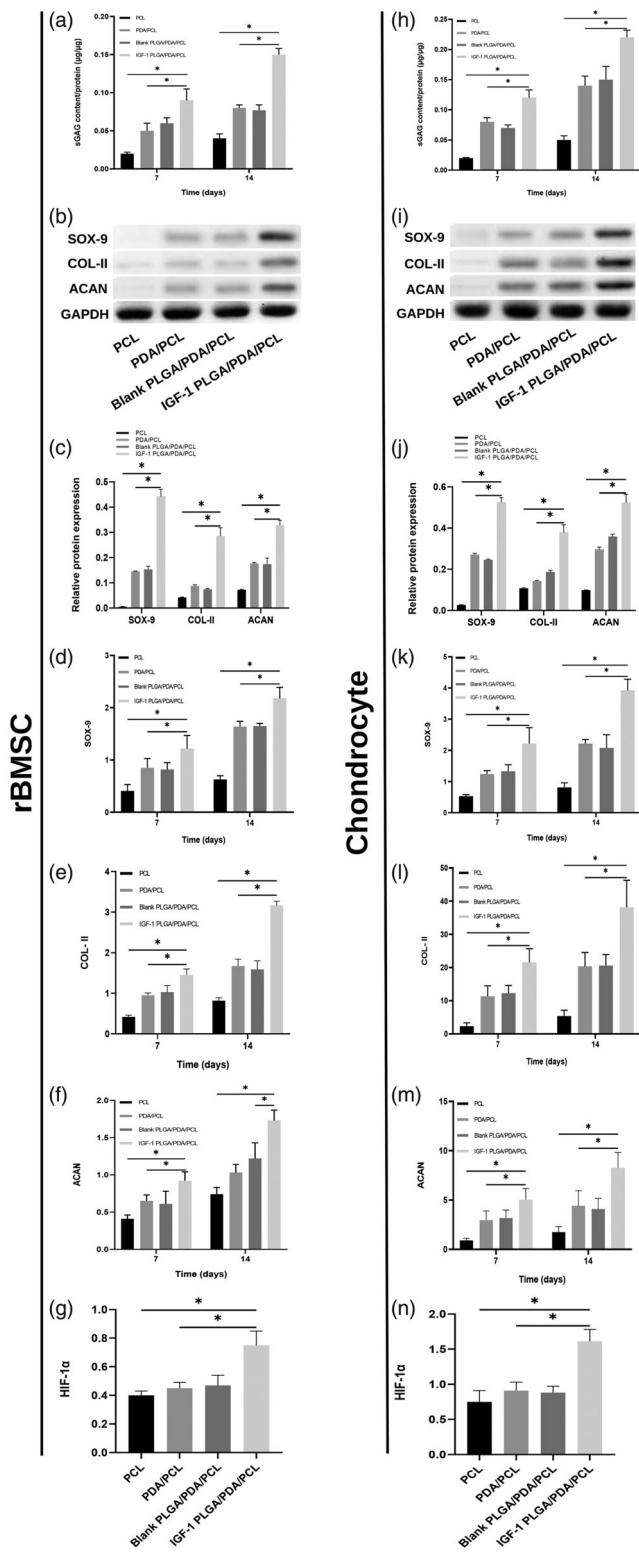 rBMSC
(a)
PCL
PDA/PCL
Blank PLGA/PDA/PCL
IGF-1 PLGA/PDA/PCL
sGAG content/protein (μg/μg)
0.20
0.15
0.10
0.05
0.00
* * * *
7 14
Time (days)
(b)
SOX-9
COL-II
ACAN
GAPDH
PCL
PDA/PCL
Blank PLGA/PDA/PCL
IGF-1 PLGA/PDA/PCL
(c)
PCL
PDA/PCL
Blank PLGA/PDA/PCL
IGF-1 PLGA/PDA/PCL
Relative protein expression
0.5
0.4
0.3
0.2
0.1
0.0
* * * * * *
SOX-9 COL-II ACAN
(d)
PCL
PDA/PCL
Blank PLGA/PDA/PCL
IGF-1 PLGA/PDA/PCL
SOX-9
3
2
1
0
* * * *
7 14
Time (days)
(e)
PCL
PDA/PCL
Blank PLGA/PDA/PCL
IGF-1 PLGA/PDA/PCL
COL- II
4
3
2
1
0
* * * *
7 14
Time (days)
(f)
PCL
PDA/PCL
Blank PLGA/PDA/PCL
IGF-1 PLGA/PDA/PCL
ACAN
2.0
1.5
1.0
0.5
0.0
* * * *
7 14
Time (days)
(g)
HIF-1α
1.0
0.8
0.6
0.4
0.2
0.0
* *
PCL
PDA/PCL
Blank PLGA/PDA/PCL
IGF-1 PLGA/PDA/PCL
Chondrocyte
(h)
PCL
PDA/PCL
Blank PLGA/PDA/PCL
IGF-1 PLGA/PDA/PCL
sGAG content/protein (μg/μg)
0.25
0.20
0.15
0.10
0.05
0.00
* * * *
7 14
Time (days)
(i)
SOX-9
COL-II
ACAN
GAPDH
PCL
PDA/PCL
Blank PLGA/PDA/PCL
IGF-1 PLGA/PDA/PCL
(j)
PCL
PDA/PCL
Blank PLGA/PDA/PCL
IGF-1 PLGA/PDA/PCL
Relative protein expression
0.6
0.4
0.2
0.0
* * * * * *
SOX-9 COL-II ACAN
(k)
PCL
PDA/PCL
Blank PLGA/PDA/PCL
IGF-1 PLGA/PDA/PCL
SOX-9
5
4
3
2
1
0
* * * *
7 14
Time (days)
(l)
PCL
PDA/PCL
Blank PLGA/PDA/PCL
IGF-1 PLGA/PDA/PCL
COL- II
50
40
30
20
10
0
* * * *
7 14
Time (days)
(m)
PCL
PDA/PCL
Blank PLGA/PDA/PCL
IGF-1 PLGA/PDA/PCL
ACAN
15
10
5
0
* * * *
7 14
Time (days)
(n)
HIF-1α
2.0
1.5
1.0
0.5
0.0
* *
PCL
PDA/PCL
Blank PLGA/PDA/PCL
IGF-1 PLGA/PDA/PCL